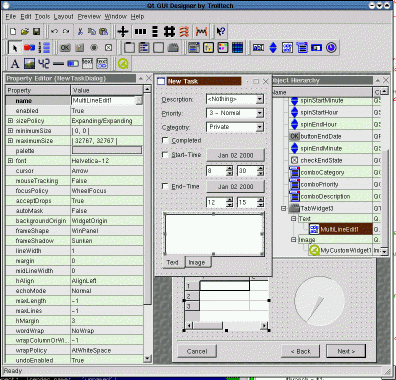 Qt GUI Designer by Trolltech
File Edit Tools Layout Preview Window Help
Property Editor (NewTaskDialog)
Property Value
name MultiLineEdit1
enabled True
sizePolicy Expanding/Expanding
minimumSize [ 0, 0 ]
maximumSize [ 32767, 32767 ]
palette
font Helvetica-12
cursor Arrow
mouseTracking False
focusPolicy WheelFocus
acceptDrops True
autoMask False
backgroundOrigin WidgetOrigin
frameShape WinPanel
frameShadow Sunken
lineWidth 1
margin 0
midLineWidth 0
hAlign AlignLeft
echoMode Normal
maxLength -1
maxLines -1
hMargin 3
wordWrap NoWrap
wrapColumnOrWi... -1
wrapPolicy AtWhiteSpace
undoEnabled True
New Task
Description: <Nothing>
Priority: 3 - Normal
Category: Private
Completed
Start-Time Jan 02 2000
8 30
End-Time Jan 02 2000
12 15
Text Image
Object Hierarchy
Name
spinStartMinute
spinStartHour
spinEndHour
buttonEndDate
spinEndMinute
checkEndState
comboCategory
comboPriority
comboDescription
TabWidget3
Text
MultiLineEdit1
Image
MyCustomWidget1
1
2
3
Cancel < Back Next >
Ready